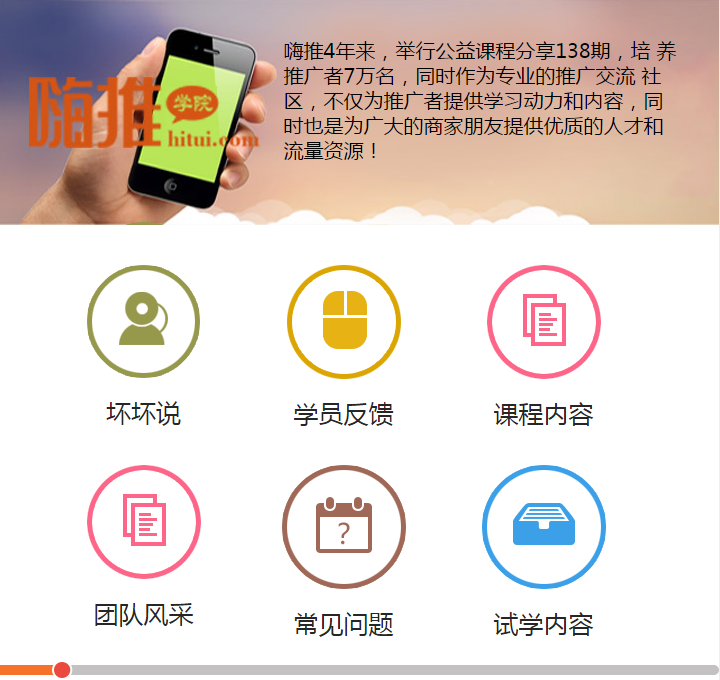 嗨推4年来，举行公益课程分享138期，培 养
推广者7万名，同时作为专业的推广交流 社
区，不仅为推广者提供学习动力和内容，同
时也是为广大的商家朋友提供优质的人才和
流量资源！
嗨推学院
hitui.com
坏坏说 学员反馈 课程内容
?
团队风采 常见问题 试学内容